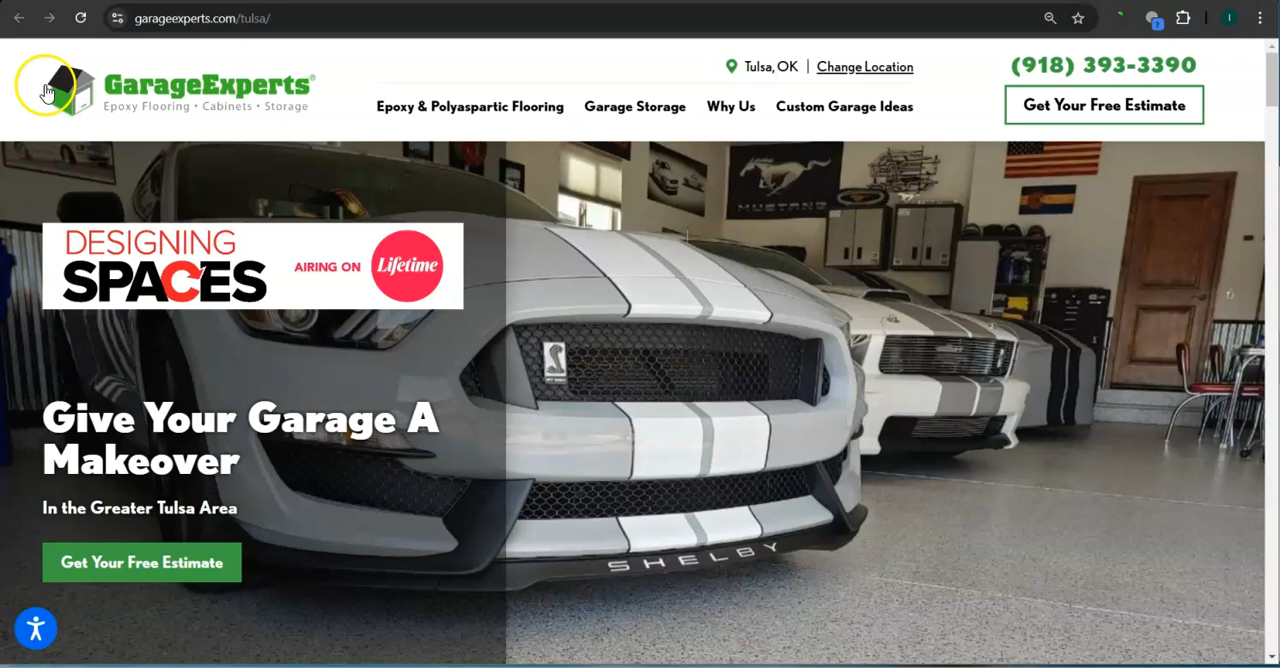 garageexperts.com/tulsa/
GarageExperts®
Epoxy Flooring • Cabinets • Storage
Tulsa, OK | Change Location
(918) 393-3390
Epoxy & Polyaspartic Flooring Garage Storage Why Us Custom Garage Ideas
Get Your Free Estimate
MUSTANG
DESIGNING
SPACES
AIRING ON Lifetime
Give Your Garage A
Makeover
In the Greater Tulsa Area
Get Your Free Estimate
SHELBY